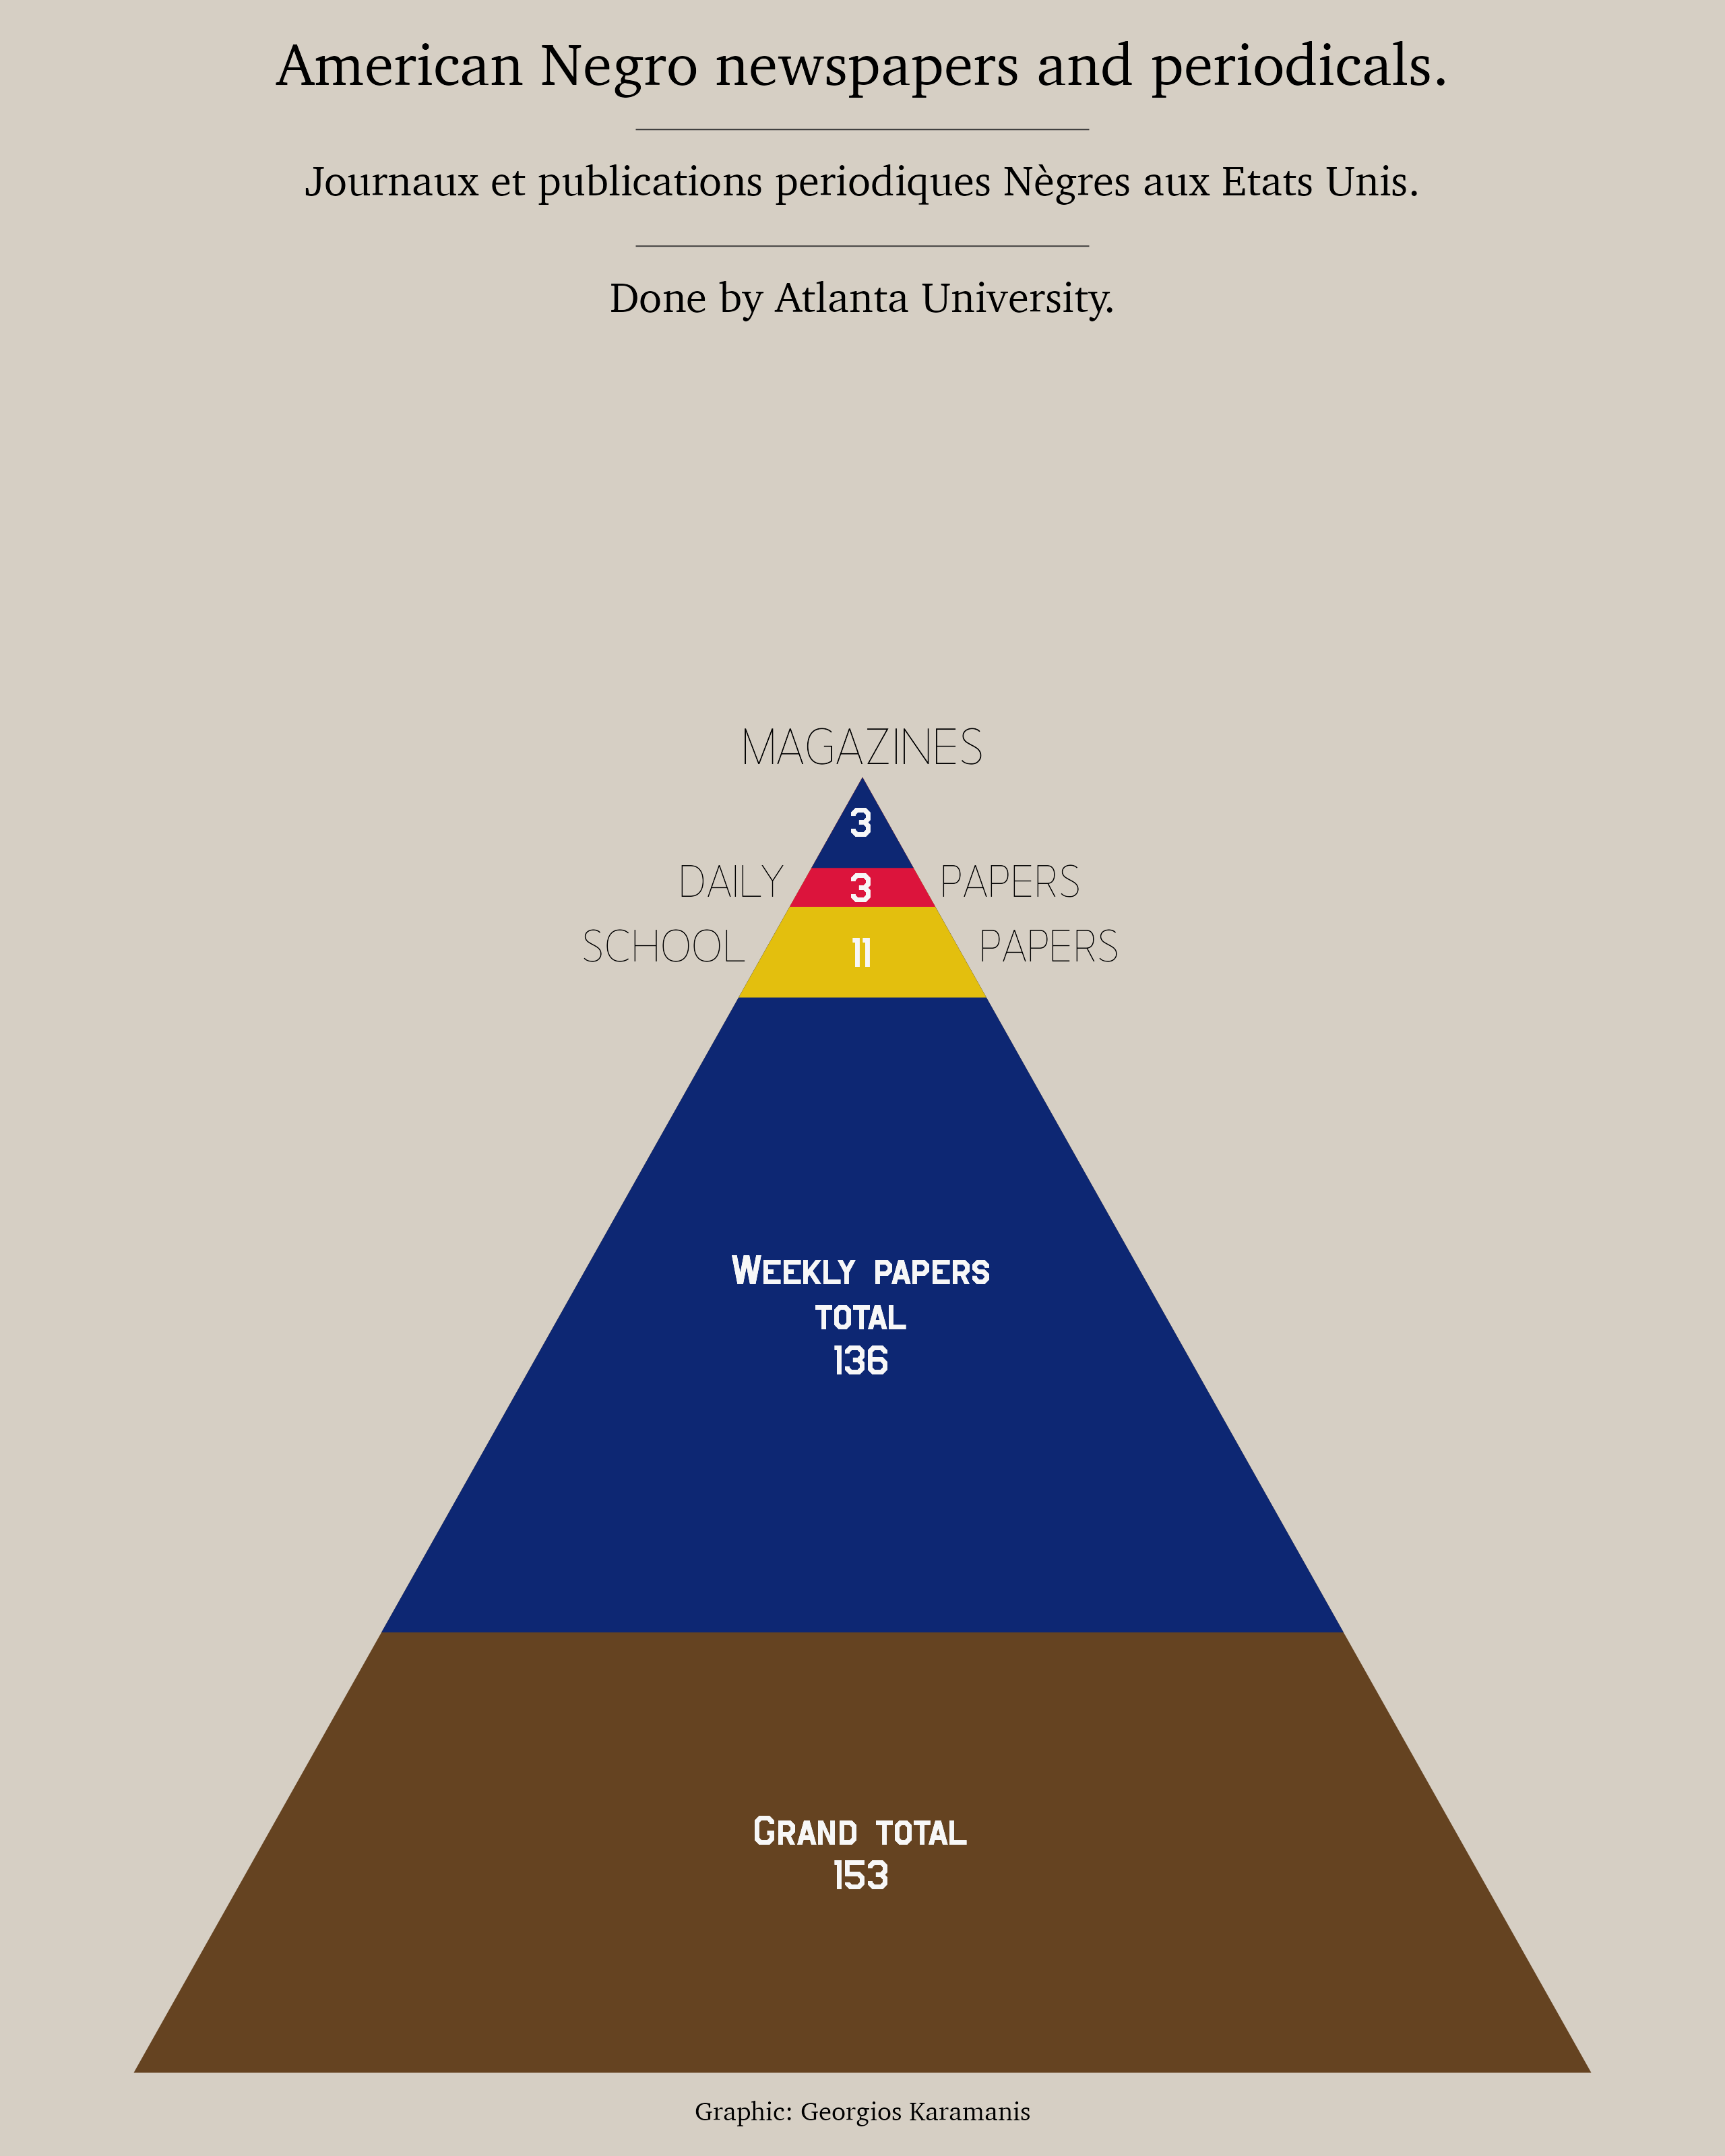 American Negro newspapers and periodicals.
Journaux et publications periodiques Nègres aux Etats Unis.
Done by Atlanta University.
MAGAZINES
3
DAILY 3 PAPERS
SCHOOL 11 PAPERS
Weekly papers
total
136
Grand total
153
Graphic: Georgios Karamanis